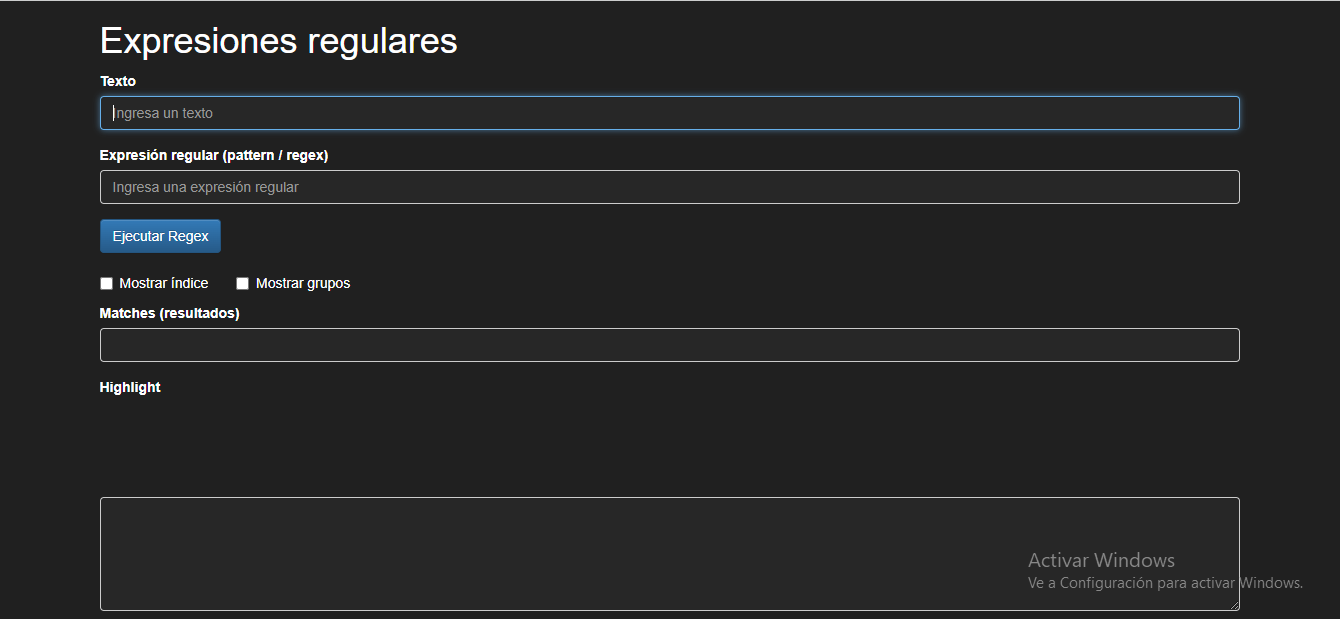 Expresiones regulares
Texto
Ingresa un texto
Expresión regular (pattern / regex)
Ingresa una expresión regular
Ejecutar Regex
Mostrar índice Mostrar grupos
Matches (resultados)
Highlight
Activar Windows
Ve a Configuración para activar Windows.